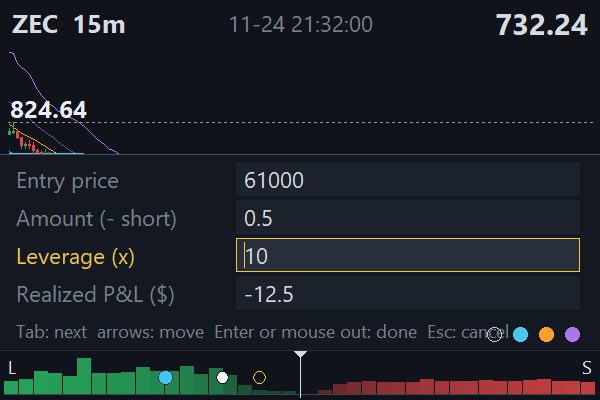 ZEC 15m 11-24 21:32:00 732.24
824.64
Entry price 61000
Amount (- short) 0.5
Leverage (x) 10
Realized P&L ($) -12.5
Tab: next arrows: move Enter or mouse out: done Esc: cancel
L S